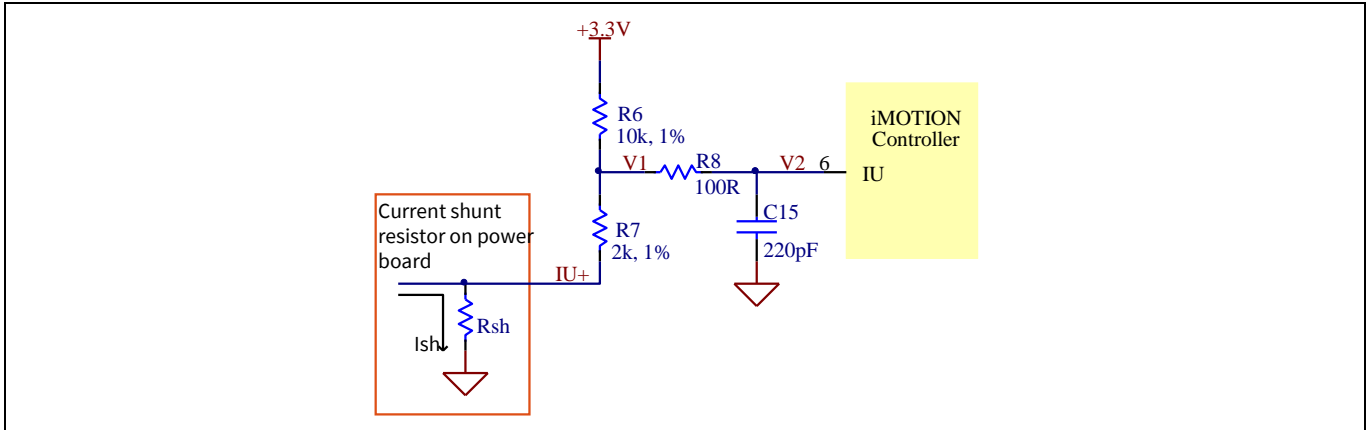 +3.3V
R6
10k, 1%
iMOTION
Controller
V1
R8
100R
V2
6
IU
C15
220pF
Current shunt
resistor on power
board
R7
2k, 1%
IU+
Rsh
Ish